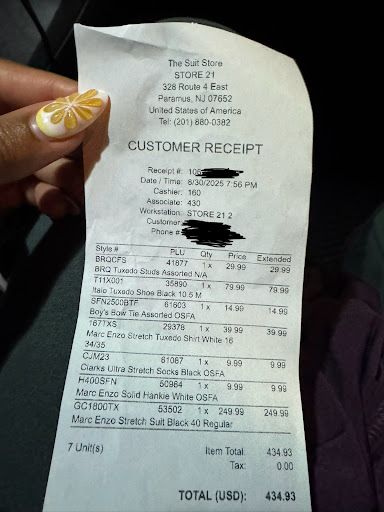 The Suit Store
STORE 21
328 Route 4 East
Paramus, NJ 07652
United States of America
Tel: (201) 880-0382
CUSTOMER RECEIPT
Receipt #: 106
Date / Time: 8/30/2025 7:56 PM
Cashier: 160
Associate: 430
Workstation: STORE 21 2
Customer:
Phone #:
Style # PLU Qty Price Extended
BRQCFS 41877 1 x 29.99 29.99
BRQ Tuxedo Studs Assorted N/A
T11X001 35890 1 x 79.99 79.99
Italo Tuxedo Shoe Black 10.5 M
SFN2500BTF 61603 1 x 14.99 14.99
Boy's Bow Tie Assorted OSFA
1671XS 29378 1 x 39.99 39.99
Marc Enzo Stretch Tuxedo Shirt White 16
34/35
CJM23 61067 1 x 9.99 9.99
Clarks Ultra Stretch Socks Black OSFA
H400SFN 50964 1 x 9.99 9.99
Marc Enzo Solid Hankie White OSFA
GC1800TX 53502 1 x 249.99 249.99
Marc Enzo Stretch Suit Black 40 Regular
7 Unit(s) Item Total: 434.93
Tax: 0.00
TOTAL (USD): 434.93